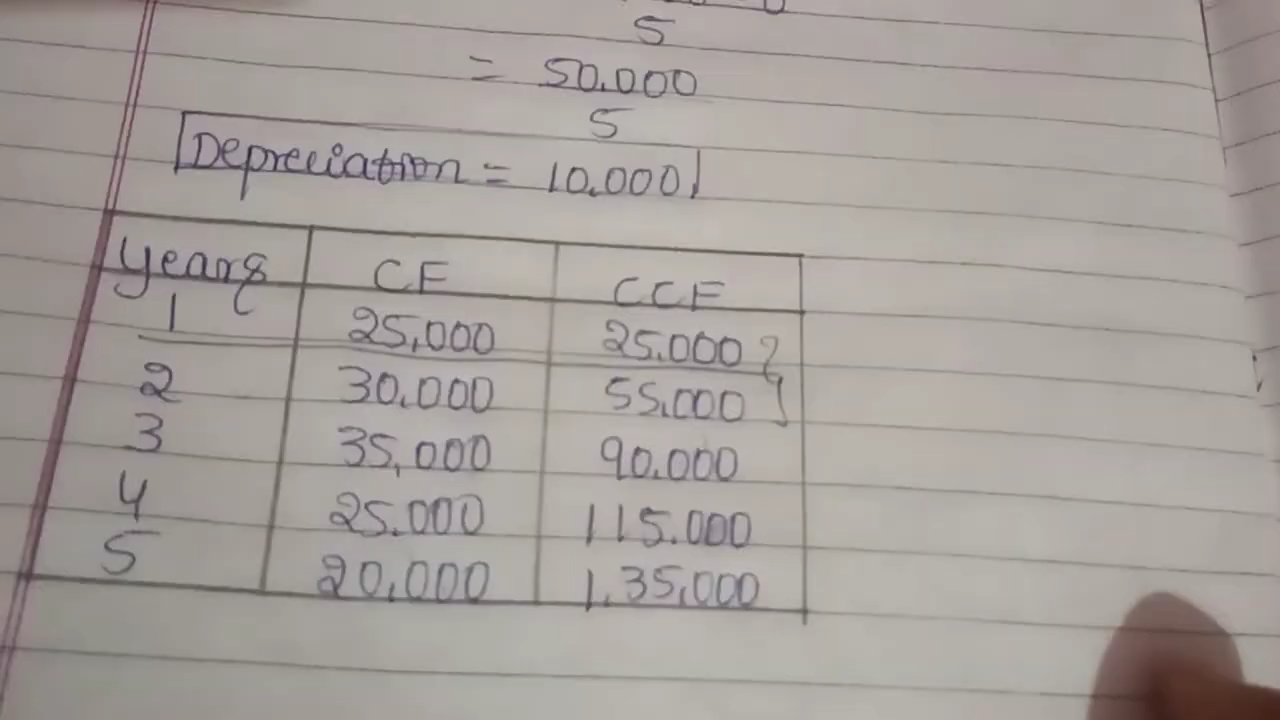 5
= 50.000
5
Depreciation = 10.000
years CF CCF
1 25,000 25.000
2 30.000 55.000
3 35,000 90.000
4 25.000 115.000
5 20,000 1.35,000